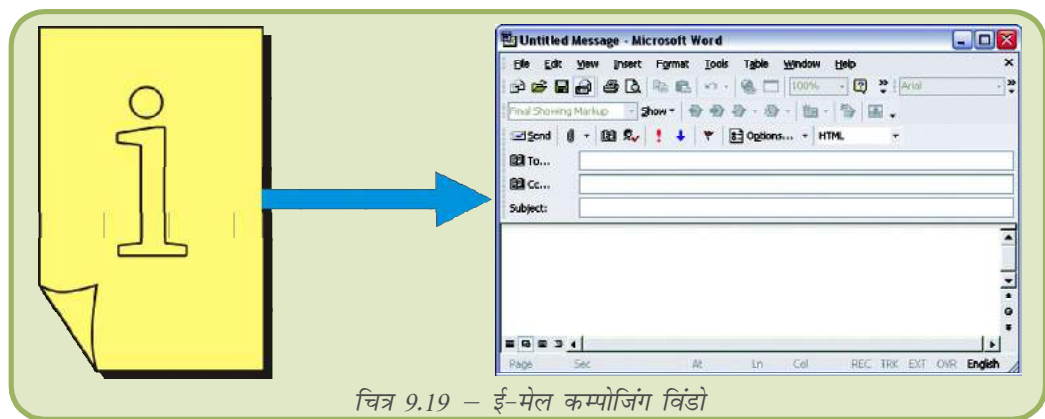 i
Untitled Message - Microsoft Word
File Edit View Insert Format Tools Table Window Help
100% Arial
Final Showing Markup Show
Send Options... HTML
To...
Cc...
Subject:
Page Sec At Ln Col REC TRK EXT OVR English
चित्र 9.19 – ई-मेल कम्पोजिंग विंडो